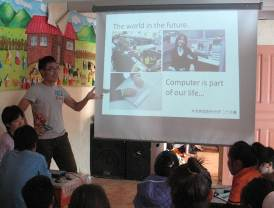 The world in the future.
Computer is part
of our life...